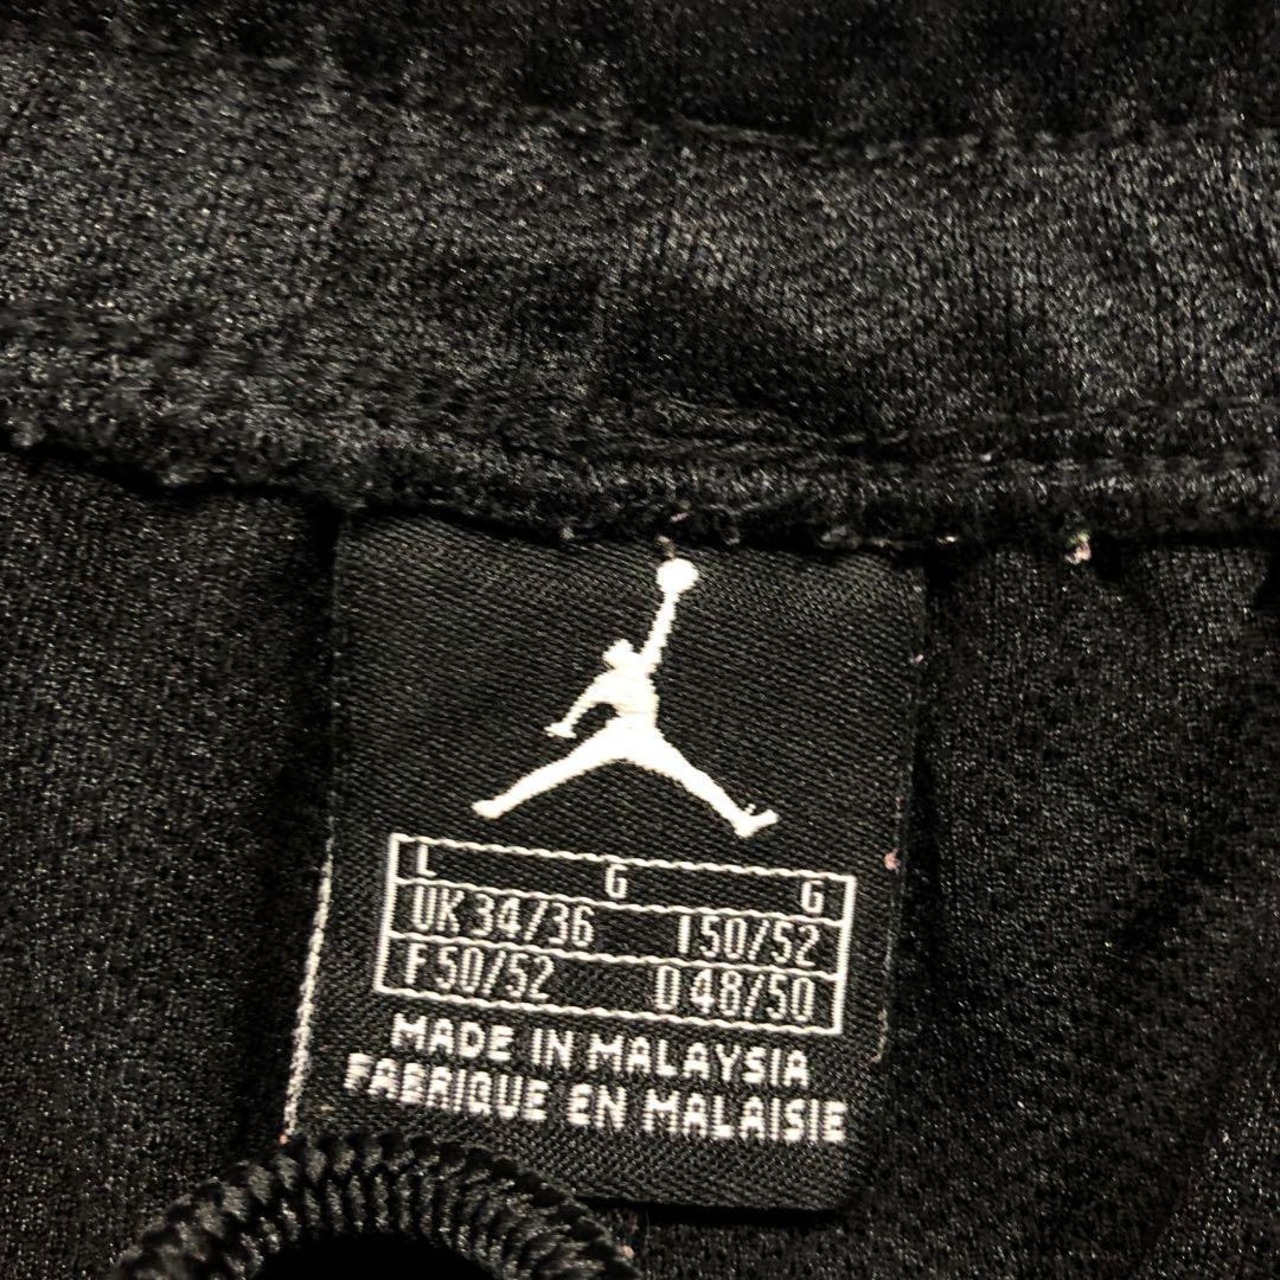 L G G
UK 34/36 I 50/52
F 50/52 D 48/50
MADE IN MALAYSIA
FABRIQUE EN MALAISIE